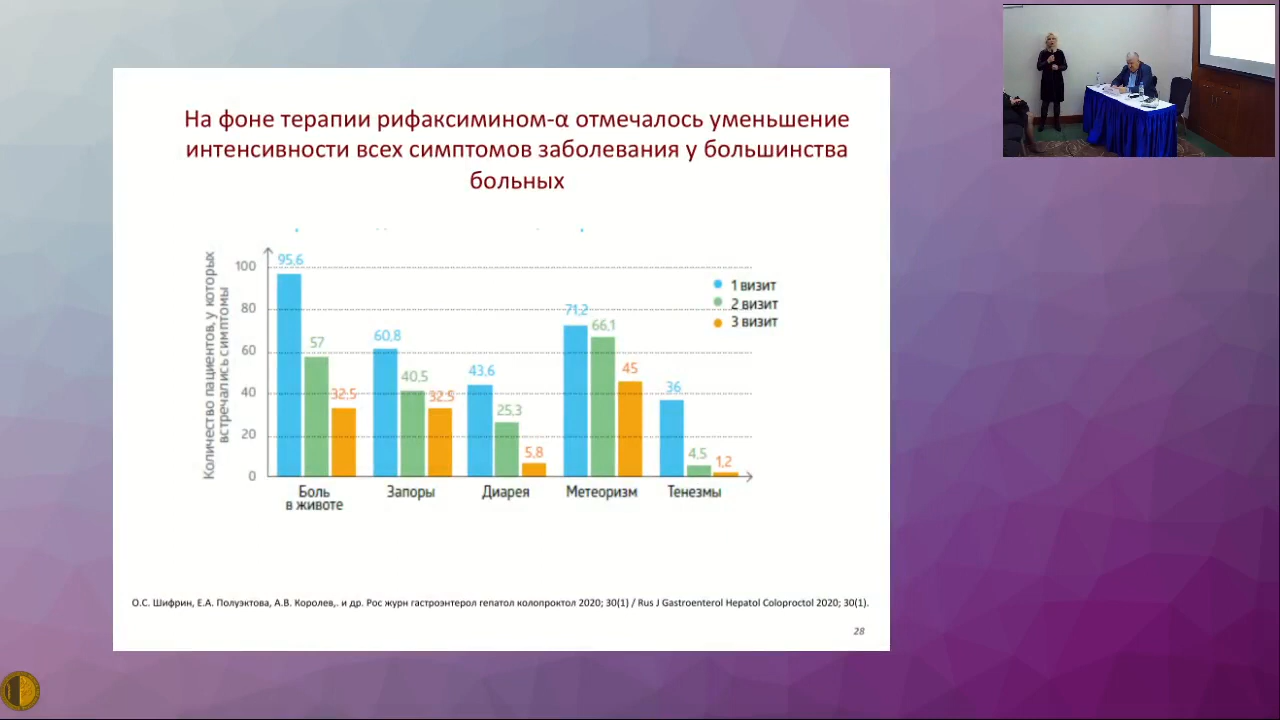 На фоне терапии рифаксимином-α отмечалось уменьшение
интенсивности всех симптомов заболевания у большинства
больных
Количество пациентов, у которых
встречались симптомы
100
80
60
40
20
0
95,6
57
32,5
60,8
40,5
32,5
43,6
25,3
5,8
71,2
66,1
45
36
4,5
1,2
1 визит
2 визит
3 визит
Боль
в животе
Запоры
Диарея
Метеоризм
Тенезмы
О.С. Шифрин, Е.А. Полуэктова, А.В. Королев,. и др. Рос журн гастроэнтерол гепатол колопроктол 2020; 30(1) / Rus J Gastroenterol Hepatol Coloproctol 2020; 30(1).
28